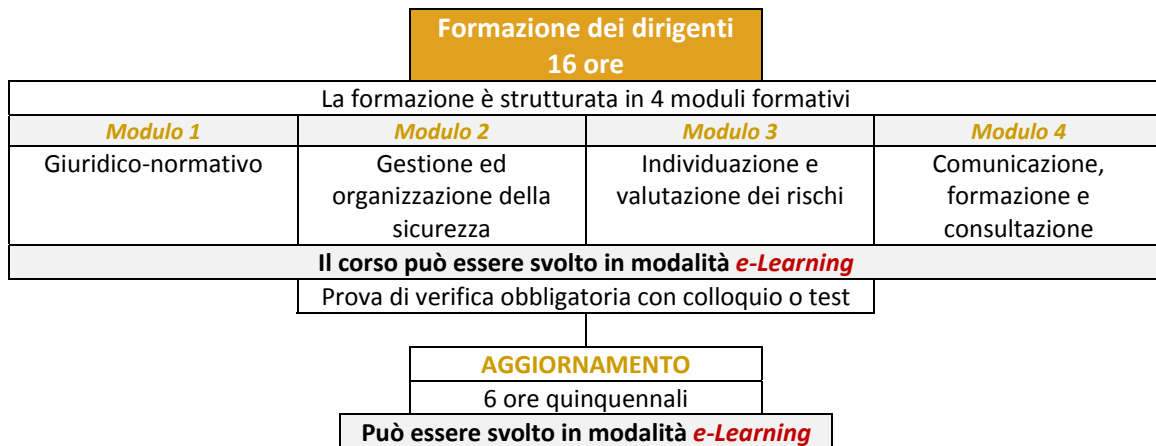 Formazione dei dirigenti
16 ore
La formazione è strutturata in 4 moduli formativi
Modulo 1
Modulo 2
Modulo 3
Modulo 4
Giuridico-normativo
Gestione ed
organizzazione della
sicurezza
Individuazione e
valutazione dei rischi
Comunicazione,
formazione e
consultazione
Il corso può essere svolto in modalità e-Learning
Prova di verifica obbligatoria con colloquio o test
AGGIORNAMENTO
6 ore quinquennali
Può essere svolto in modalità e-Learning